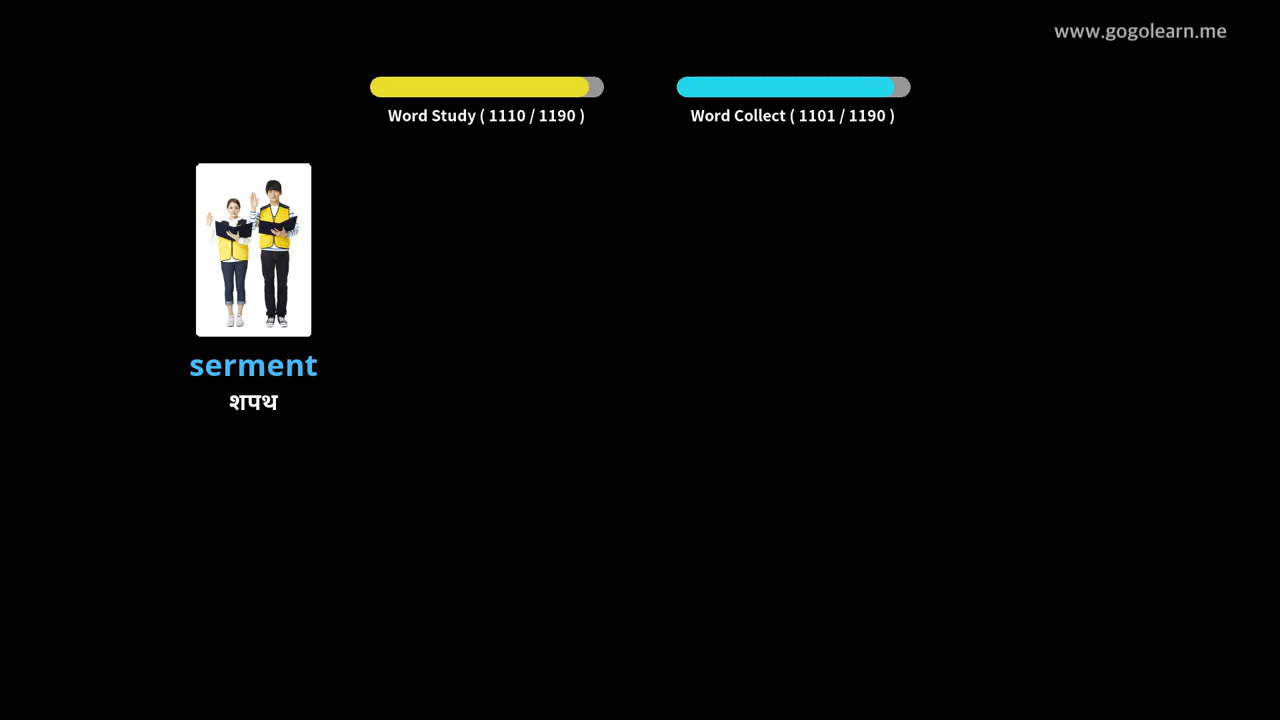 www.gogolearn.me
Word Study ( 1110 / 1190 )
Word Collect ( 1101 / 1190 )
serment
शपथ